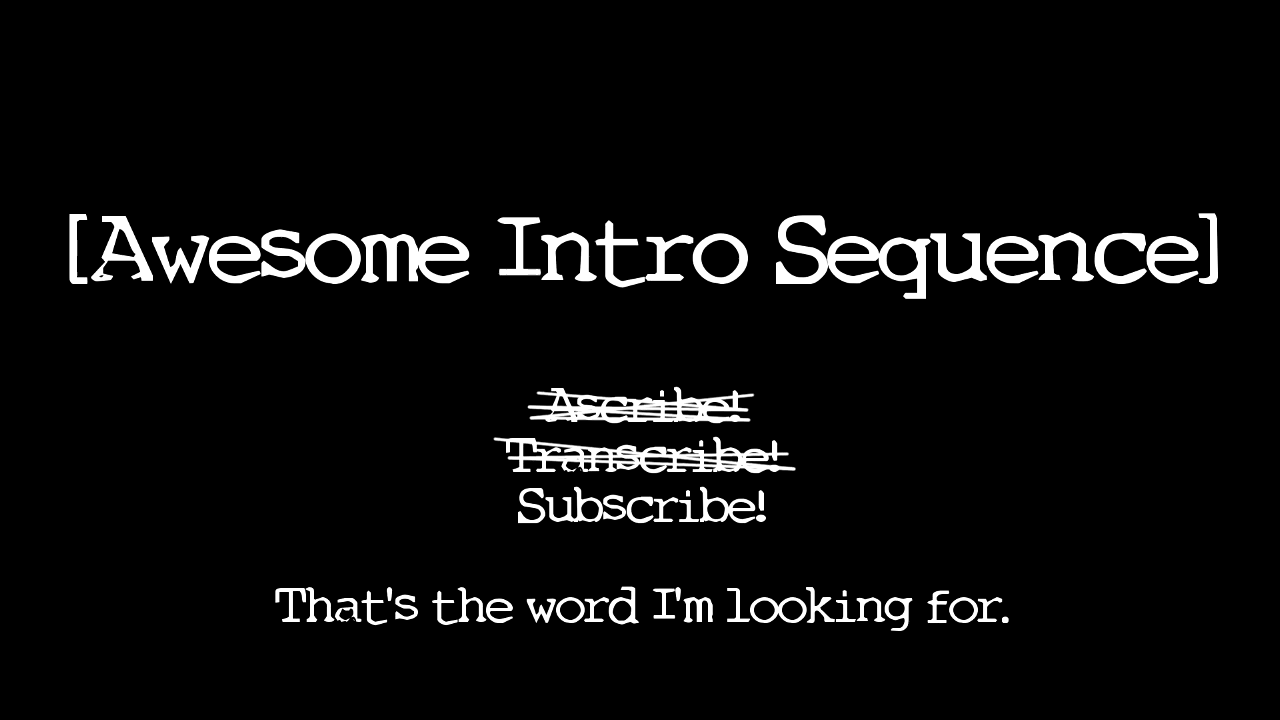 [Awesome Intro Sequence]
Ascribe!
Transcribe!
Subscribe!
That's the word I'm looking for.